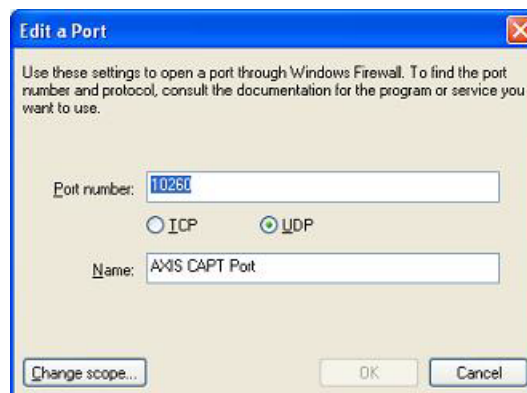 Edit a Port
Use these settings to open a port through Windows Firewall. To find the port
number and protocol, consult the documentation for the program or service you
want to use.
Port number: 10260
TCP UDP
Name: AXIS CAPT Port
Change scope... OK Cancel